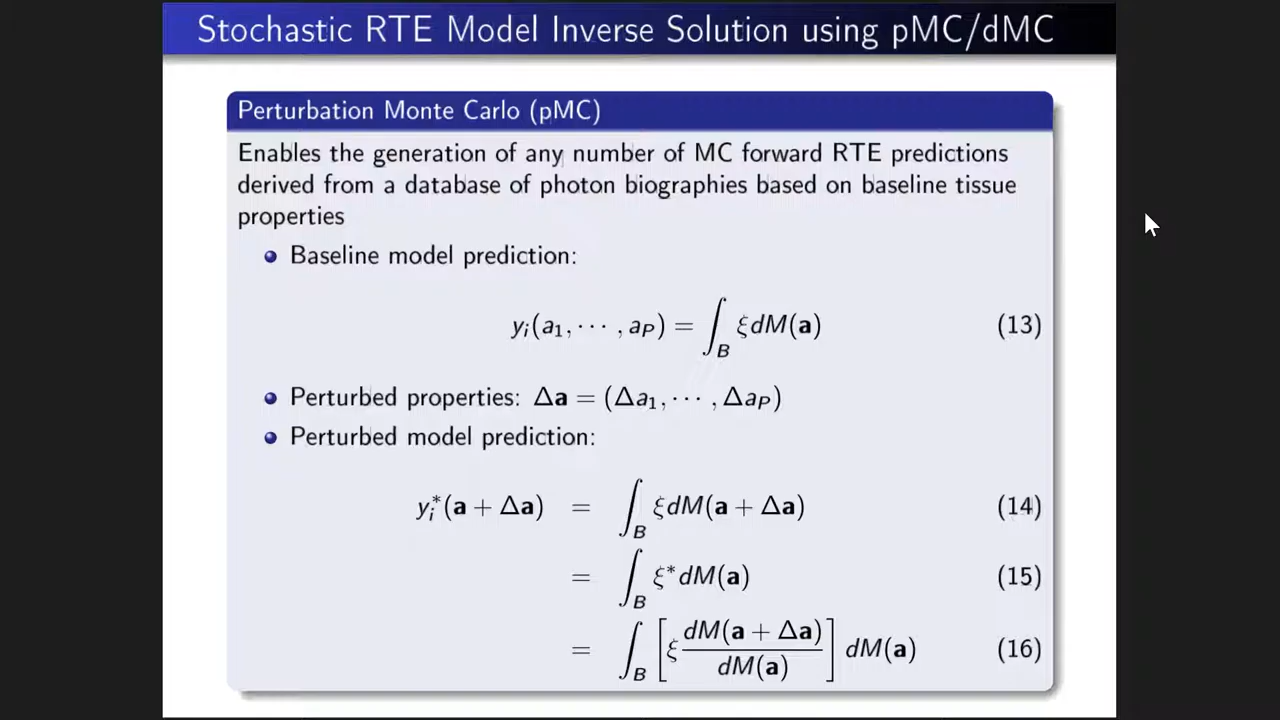 Stochastic RTE Model Inverse Solution using pMC/dMC
Perturbation Monte Carlo (pMC)
Enables the generation of any number of MC forward RTE predictions
derived from a database of photon biographies based on baseline tissue
properties
Baseline model prediction:
y_i(a_1, ⋯ , a_P) = ∫_B ξdM(𝐚) (13)
Perturbed properties: Δ𝐚 = (Δa_1, ⋯ , Δa_P)
Perturbed model prediction:
y_i^*(𝐚 + Δ𝐚) = ∫_B ξdM(𝐚 + Δ𝐚) (14)
= ∫_B ξ^*dM(𝐚) (15)
= ∫_B [ξ dM(𝐚 + Δ𝐚)/dM(𝐚)] dM(𝐚) (16)